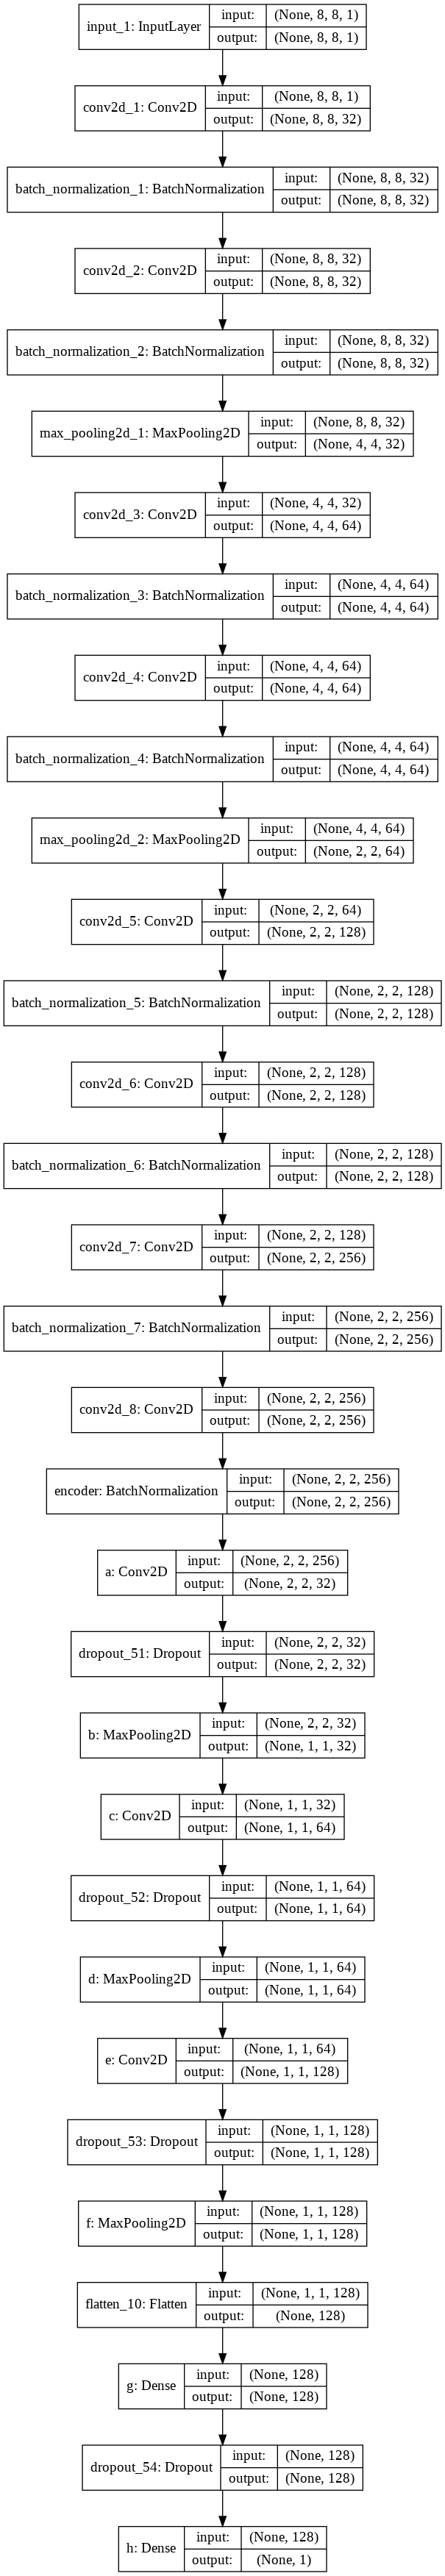 input_1: InputLayer input: (None, 8, 8, 1)
output: (None, 8, 8, 1)
conv2d_1: Conv2D input: (None, 8, 8, 1)
output: (None, 8, 8, 32)
batch_normalization_1: BatchNormalization input: (None, 8, 8, 32)
output: (None, 8, 8, 32)
conv2d_2: Conv2D input: (None, 8, 8, 32)
output: (None, 8, 8, 32)
batch_normalization_2: BatchNormalization input: (None, 8, 8, 32)
output: (None, 8, 8, 32)
max_pooling2d_1: MaxPooling2D input: (None, 8, 8, 32)
output: (None, 4, 4, 32)
conv2d_3: Conv2D input: (None, 4, 4, 32)
output: (None, 4, 4, 64)
batch_normalization_3: BatchNormalization input: (None, 4, 4, 64)
output: (None, 4, 4, 64)
conv2d_4: Conv2D input: (None, 4, 4, 64)
output: (None, 4, 4, 64)
batch_normalization_4: BatchNormalization input: (None, 4, 4, 64)
output: (None, 4, 4, 64)
max_pooling2d_2: MaxPooling2D input: (None, 4, 4, 64)
output: (None, 2, 2, 64)
conv2d_5: Conv2D input: (None, 2, 2, 64)
output: (None, 2, 2, 128)
batch_normalization_5: BatchNormalization input: (None, 2, 2, 128)
output: (None, 2, 2, 128)
conv2d_6: Conv2D input: (None, 2, 2, 128)
output: (None, 2, 2, 128)
batch_normalization_6: BatchNormalization input: (None, 2, 2, 128)
output: (None, 2, 2, 128)
conv2d_7: Conv2D input: (None, 2, 2, 128)
output: (None, 2, 2, 256)
batch_normalization_7: BatchNormalization input: (None, 2, 2, 256)
output: (None, 2, 2, 256)
conv2d_8: Conv2D input: (None, 2, 2, 256)
output: (None, 2, 2, 256)
encoder: BatchNormalization input: (None, 2, 2, 256)
output: (None, 2, 2, 256)
a: Conv2D input: (None, 2, 2, 256)
output: (None, 2, 2, 32)
dropout_51: Dropout input: (None, 2, 2, 32)
output: (None, 2, 2, 32)
b: MaxPooling2D input: (None, 2, 2, 32)
output: (None, 1, 1, 32)
c: Conv2D input: (None, 1, 1, 32)
output: (None, 1, 1, 64)
dropout_52: Dropout input: (None, 1, 1, 64)
output: (None, 1, 1, 64)
d: MaxPooling2D input: (None, 1, 1, 64)
output: (None, 1, 1, 64)
e: Conv2D input: (None, 1, 1, 64)
output: (None, 1, 1, 128)
dropout_53: Dropout input: (None, 1, 1, 128)
output: (None, 1, 1, 128)
f: MaxPooling2D input: (None, 1, 1, 128)
output: (None, 1, 1, 128)
flatten_10: Flatten input: (None, 1, 1, 128)
output: (None, 128)
g: Dense input: (None, 128)
output: (None, 128)
dropout_54: Dropout input: (None, 128)
output: (None, 128)
h: Dense input: (None, 128)
output: (None, 1)